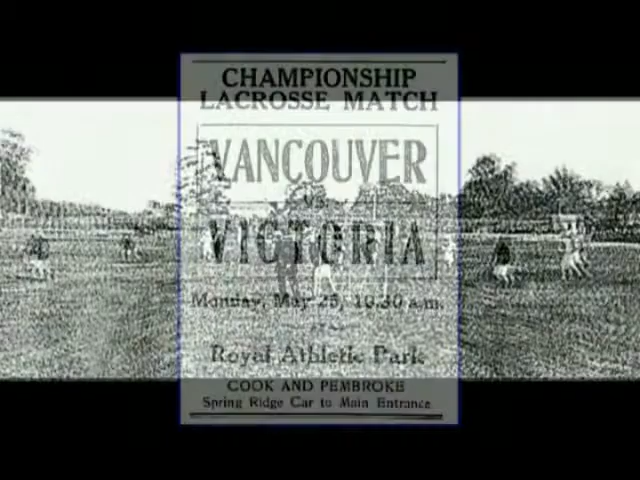 CHAMPIONSHIP
LACROSSE MATCH
VANCOUVER
VS.
VICTORIA
Monday, May 25, 10.30 a.m.
Royal Athletic Park
COOK AND PEMBROKE
Spring Ridge Car to Main Entrance